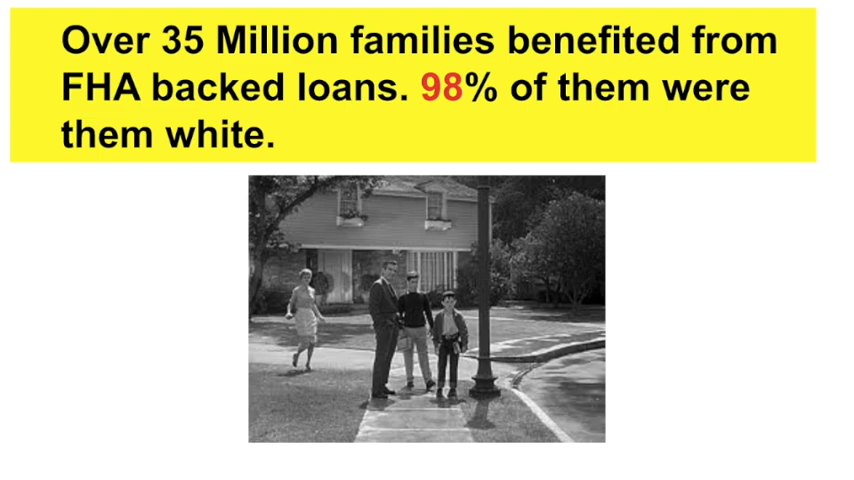 Over 35 Million families benefited from
FHA backed loans. 98% of them were
them white.